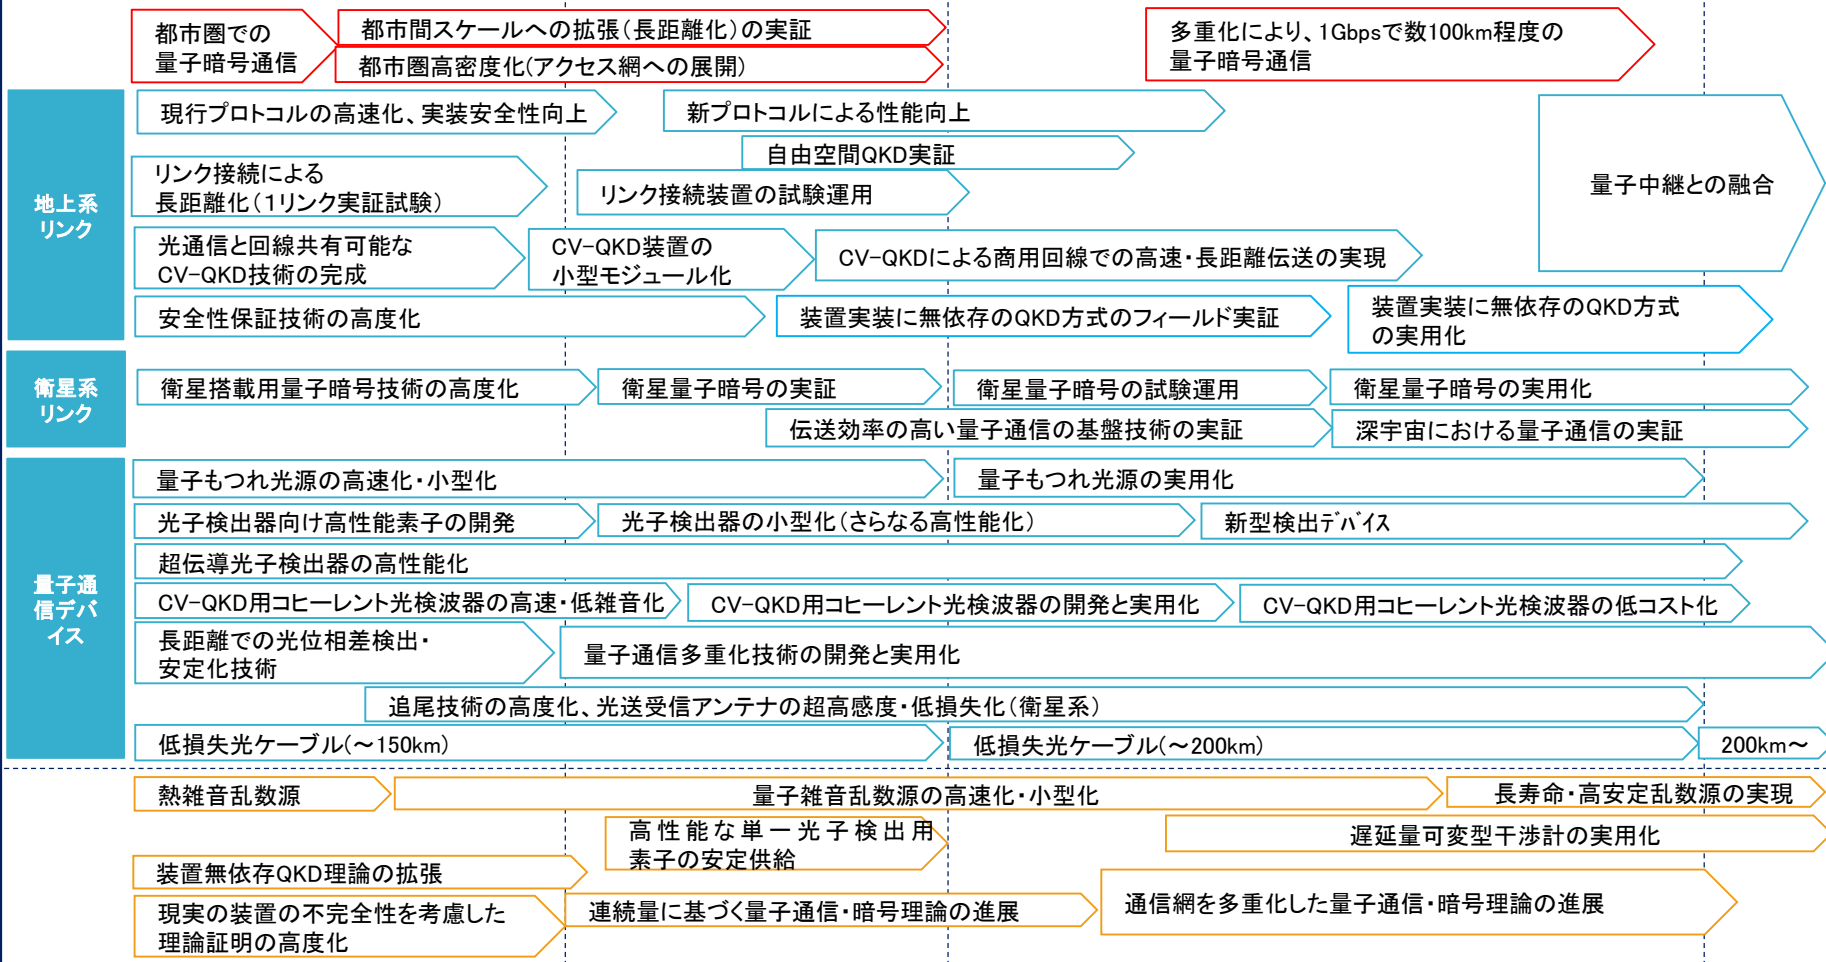 都市圏での
量子暗号通信
都市間スケールへの拡張(長距離化)の実証
都市圏高密度化(アクセス網への展開)
多重化により、1Gbpsで数100km程度の
量子暗号通信
地上系
リンク
現行プロトコルの高速化、実装安全性向上
新プロトコルによる性能向上
自由空間QKD実証
リンク接続による
長距離化(1リンク実証試験)
リンク接続装置の試験運用
量子中継との融合
光通信と回線共有可能な
CV-QKD技術の完成
CV-QKD装置の
小型モジュール化
CV-QKDによる商用回線での高速・長距離伝送の実現
安全性保証技術の高度化
装置実装に無依存のQKD方式のフィールド実証
装置実装に無依存のQKD方式
の実用化
衛星系
リンク
衛星搭載用量子暗号技術の高度化
衛星量子暗号の実証
衛星量子暗号の試験運用
衛星量子暗号の実用化
伝送効率の高い量子通信の基盤技術の実証
深宇宙における量子通信の実証
量子通
信デバ
イス
量子もつれ光源の高速化・小型化
量子もつれ光源の実用化
光子検出器向け高性能素子の開発
光子検出器の小型化(さらなる高性能化)
新型検出ﾃﾞﾊﾞｲｽ
超伝導光子検出器の高性能化
CV-QKD用コヒーレント光検波器の高速・低雑音化
CV-QKD用コヒーレント光検波器の開発と実用化
CV-QKD用コヒーレント光検波器の低コスト化
長距離での光位相差検出・
安定化技術
量子通信多重化技術の開発と実用化
追尾技術の高度化、光送受信アンテナの超高感度・低損失化(衛星系)
低損失光ケーブル(～150km)
低損失光ケーブル(～200km)
200km～
熱雑音乱数源
量子雑音乱数源の高速化・小型化
長寿命・高安定乱数源の実現
高性能な単一光子検出用
素子の安定供給
遅延量可変型干渉計の実用化
装置無依存QKD理論の拡張
現実の装置の不完全性を考慮した
理論証明の高度化
連続量に基づく量子通信・暗号理論の進展
通信網を多重化した量子通信・暗号理論の進展